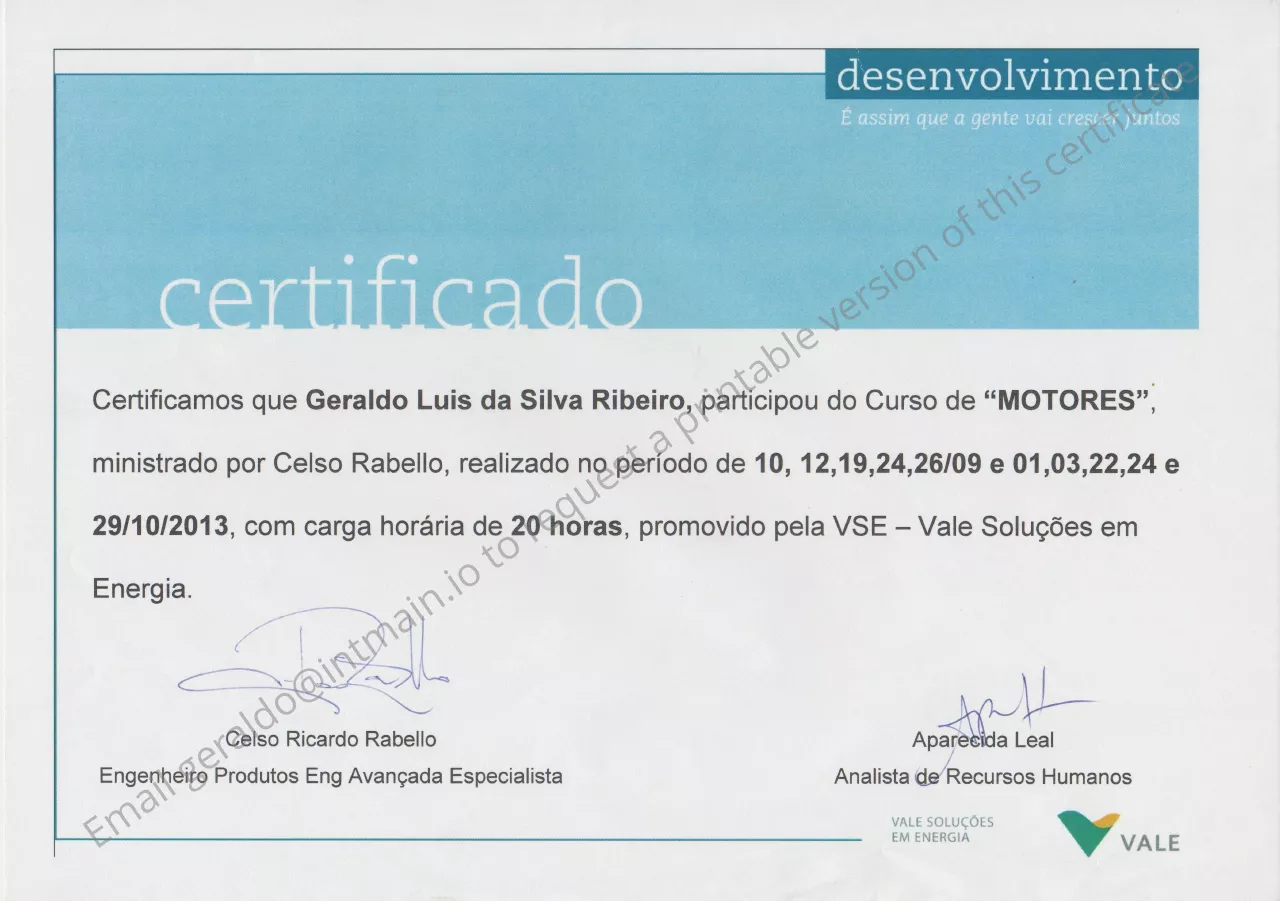 desenvolvimento
É assim que a gente vai crescer juntos
certificado
Certificamos que Geraldo Luis da Silva Ribeiro, participou do Curso de “MOTORES”,
ministrado por Celso Rabello, realizado no período de 10, 12,19,24,26/09 e 01,03,22,24 e
29/10/2013, com carga horária de 20 horas, promovido pela VSE – Vale Soluções em
Energia.
Celso Ricardo Rabello
Engenheiro Produtos Eng Avançada Especialista
Aparecida Leal
Analista de Recursos Humanos
VALE SOLUÇÕES
EM ENERGIA
VALE
Email geraldo@intmain.io to request a printable version of this certificate